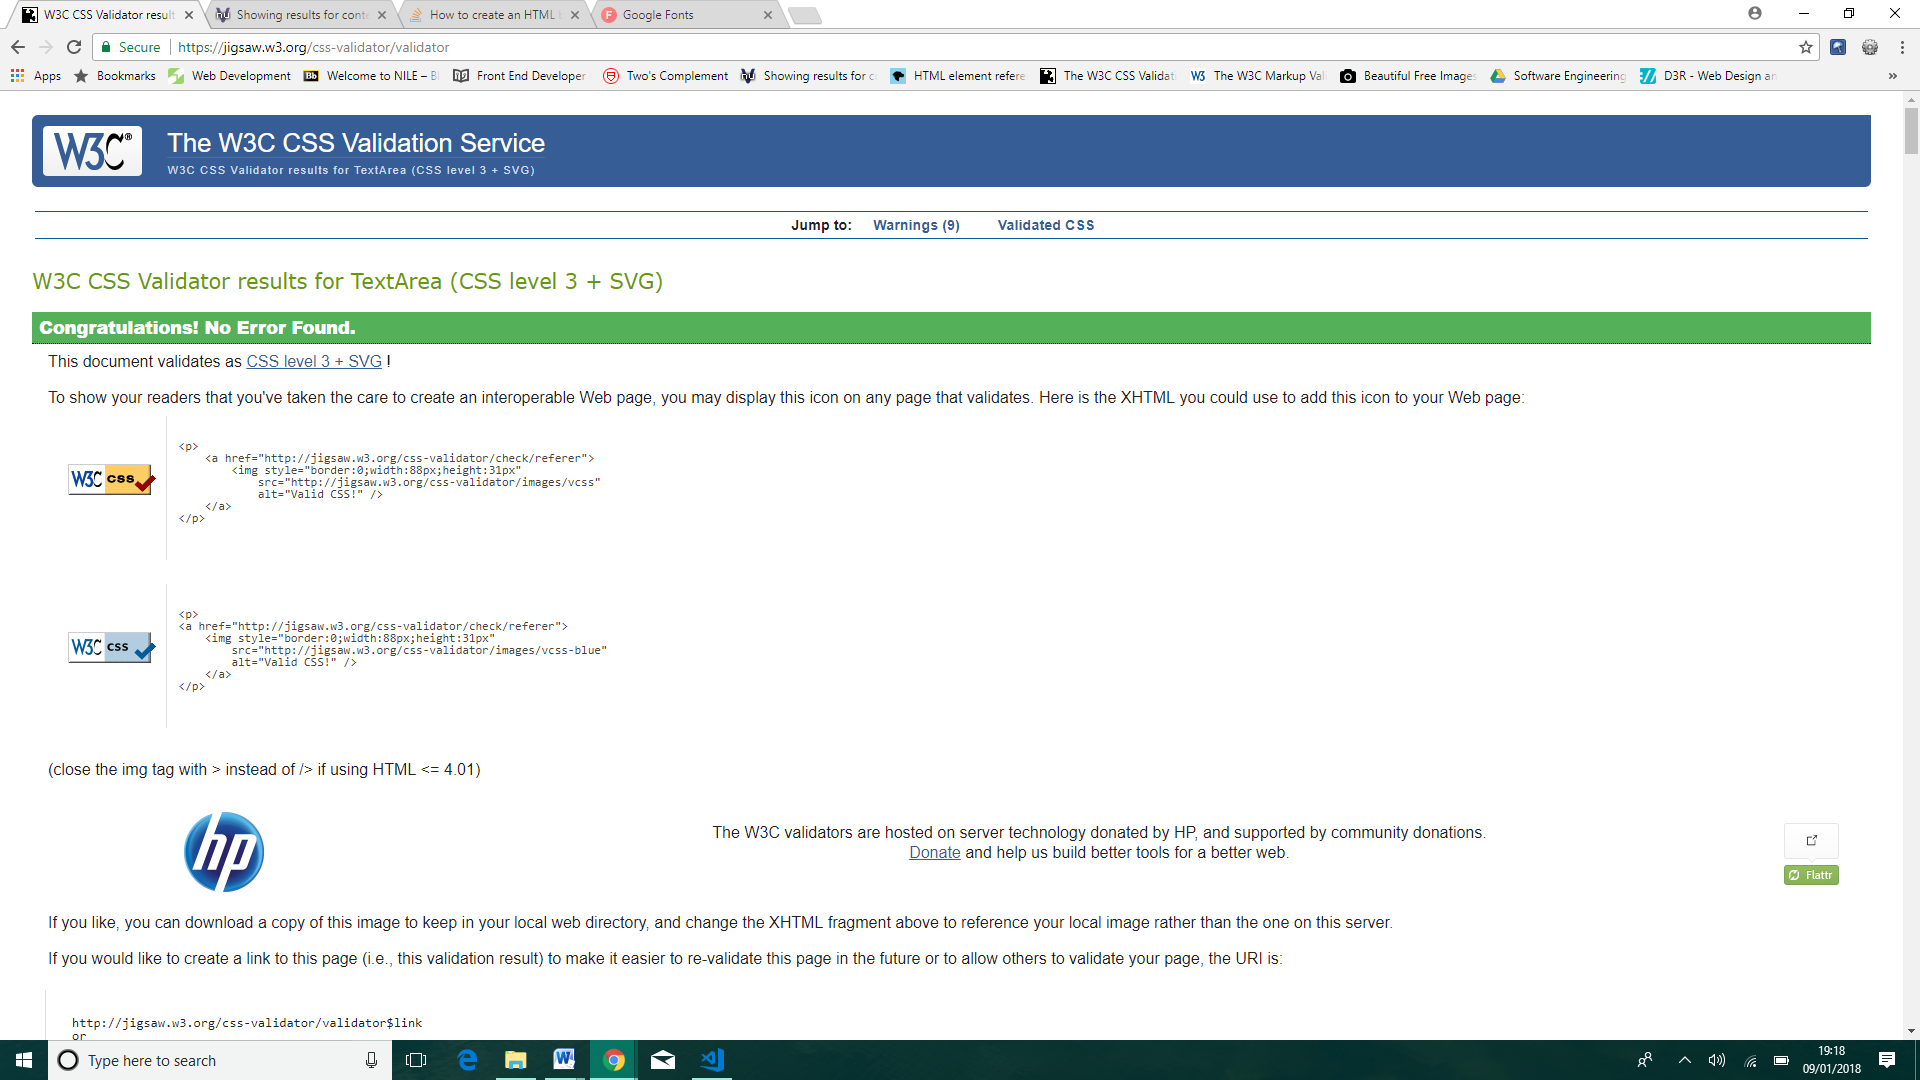 W3C CSS Validator result
Showing results for conte
How to create an HTML
Google Fonts
Secure
https://jigsaw.w3.org/css-validator/validator
Apps
Bookmarks
Web Development
Bb Welcome to NILE – Bl
Front End Developer
Two's Complement
Showing results for c
HTML element refere
The W3C CSS Validat
W3 The W3C Markup Val
Beautiful Free Images
Software Engineering
D3R - Web Design an
»
W3C®
The W3C CSS Validation Service
W3C CSS Validator results for TextArea (CSS level 3 + SVG)
Jump to: Warnings (9) Validated CSS
W3C CSS Validator results for TextArea (CSS level 3 + SVG)
Congratulations! No Error Found.
This document validates as CSS level 3 + SVG !
To show your readers that you've taken the care to create an interoperable Web page, you may display this icon on any page that validates. Here is the XHTML you could use to add this icon to your Web page:
W3C CSS
<p>
<a href="http://jigsaw.w3.org/css-validator/check/referer">
<img style="border:0;width:88px;height:31px"
src="http://jigsaw.w3.org/css-validator/images/vcss"
alt="Valid CSS!" />
</a>
</p>
W3C CSS
<p>
<a href="http://jigsaw.w3.org/css-validator/check/referer">
<img style="border:0;width:88px;height:31px"
src="http://jigsaw.w3.org/css-validator/images/vcss-blue"
alt="Valid CSS!" />
</a>
</p>
(close the img tag with > instead of /> if using HTML <= 4.01)
hp
The W3C validators are hosted on server technology donated by HP, and supported by community donations.
Donate and help us build better tools for a better web.
Flattr
If you like, you can download a copy of this image to keep in your local web directory, and change the XHTML fragment above to reference your local image rather than the one on this server.
If you would like to create a link to this page (i.e., this validation result) to make it easier to re-validate this page in the future or to allow others to validate your page, the URI is:
http://jigsaw.w3.org/css-validator/validator$link
or
Type here to search
19:18
09/01/2018